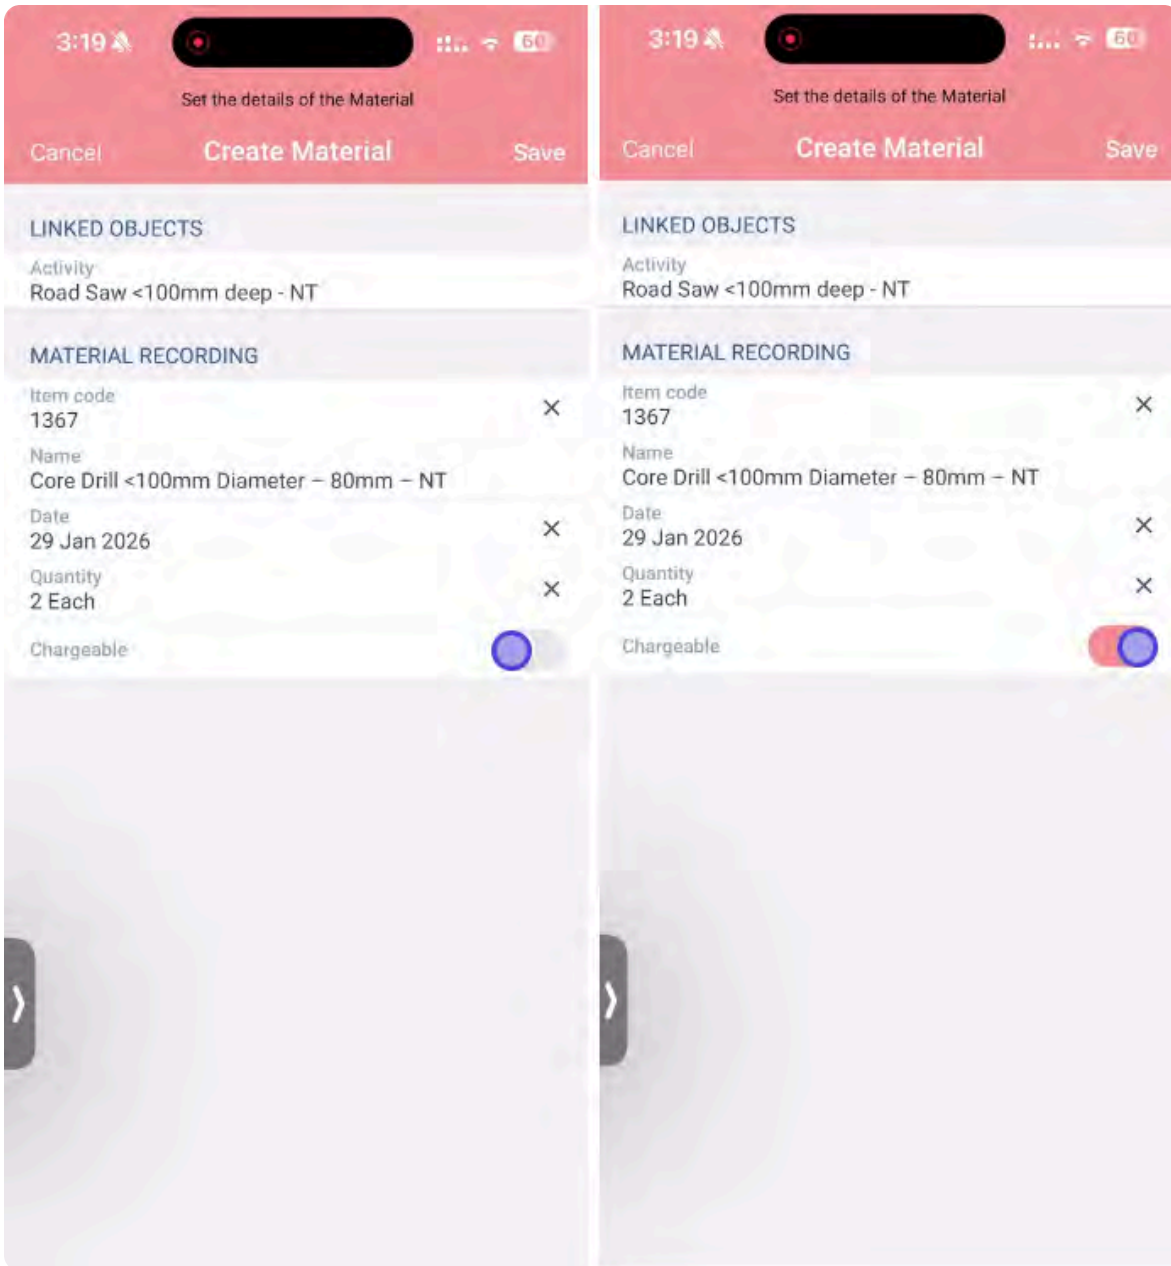 3:19
60
Set the details of the Material
Cancel Create Material Save
LINKED OBJECTS
Activity
Road Saw <100mm deep - NT
MATERIAL RECORDING
Item code
1367
Name
Core Drill <100mm Diameter – 80mm – NT
Date
29 Jan 2026
Quantity
2 Each
Chargeable
3:19
60
Set the details of the Material
Cancel Create Material Save
LINKED OBJECTS
Activity
Road Saw <100mm deep - NT
MATERIAL RECORDING
Item code
1367
Name
Core Drill <100mm Diameter – 80mm – NT
Date
29 Jan 2026
Quantity
2 Each
Chargeable